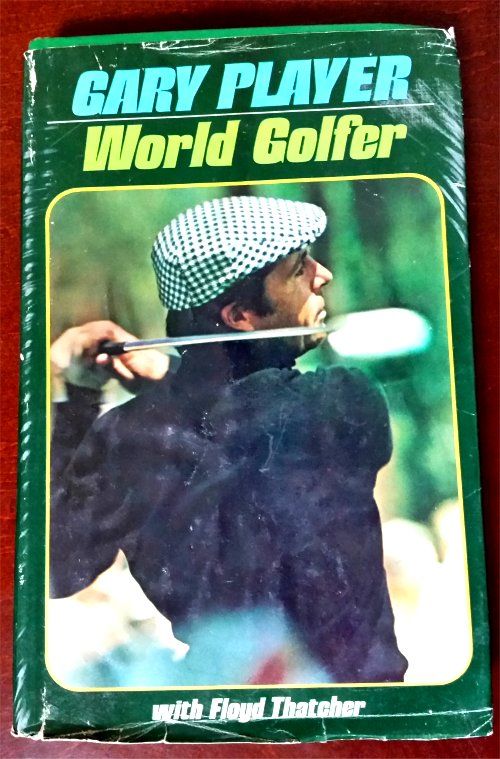 GARY PLAYER
World Golfer
with Floyd Thatcher